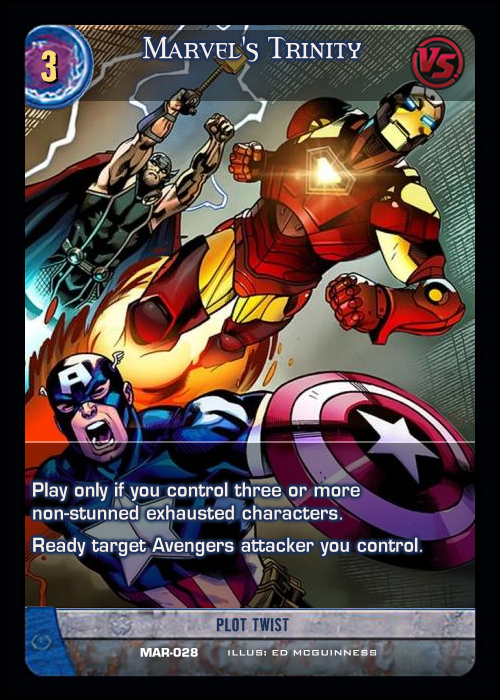 3
Marvel's Trinity
VS
A
Play only if you control three or more
non-stunned exhausted characters.
Ready target Avengers attacker you control.
PLOT TWIST
MAR-028 ILLUS: ED MCGUINNESS